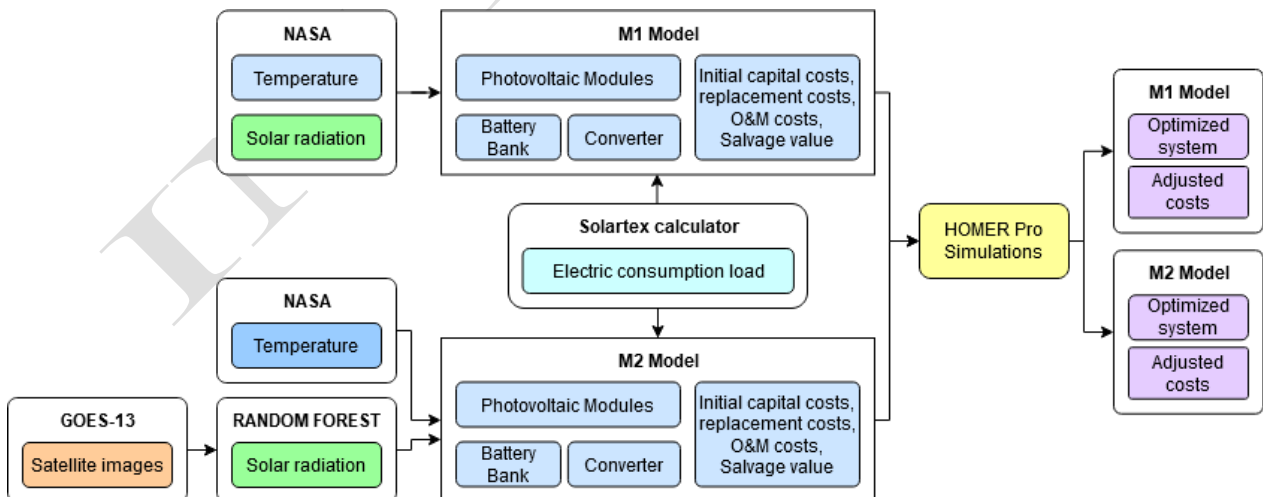 NASA
Temperature
Solar radiation
M1 Model
Photovoltaic Modules
Battery
Bank
Converter
Initial capital costs,
replacement costs,
O&M costs,
Salvage value
Solartex calculator
Electric consumption load
NASA
Temperature
GOES-13
Satellite images
RANDOM FOREST
Solar radiation
M2 Model
Photovoltaic Modules
Battery
Bank
Converter
Initial capital costs,
replacement costs,
O&M costs,
Salvage value
HOMER Pro
Simulations
M1 Model
Optimized
system
Adjusted
costs
M2 Model
Optimized
system
Adjusted
costs